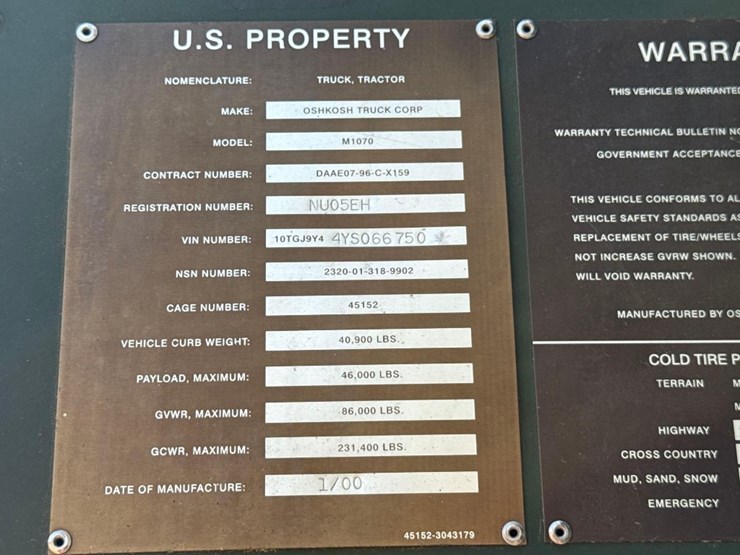 U.S. PROPERTY
NOMENCLATURE: TRUCK, TRACTOR
MAKE: OSHKOSH TRUCK CORP
MODEL: M1070
CONTRACT NUMBER: DAAE07-96-C-X159
REGISTRATION NUMBER: NU05EH
VIN NUMBER: 10TGJ9Y4 4YS066750
NSN NUMBER: 2320-01-318-9902
CAGE NUMBER: 45152
VEHICLE CURB WEIGHT: 40,900 LBS.
PAYLOAD, MAXIMUM: 46,000 LBS.
GVWR, MAXIMUM: 86,000 LBS.
GCWR, MAXIMUM: 231,400 LBS.
DATE OF MANUFACTURE: 1/00
45152-3043179
WARRA
THIS VEHICLE IS WARRANTED
WARRANTY TECHNICAL BULLETIN NO
GOVERNMENT ACCEPTANCE
THIS VEHICLE CONFORMS TO AL
VEHICLE SAFETY STANDARDS AS
REPLACEMENT OF TIRE/WHEELS
NOT INCREASE GVRW SHOWN.
WILL VOID WARRANTY.
MANUFACTURED BY OS
COLD TIRE P
TERRAIN M
M
HIGHWAY
CROSS COUNTRY
MUD, SAND, SNOW
EMERGENCY